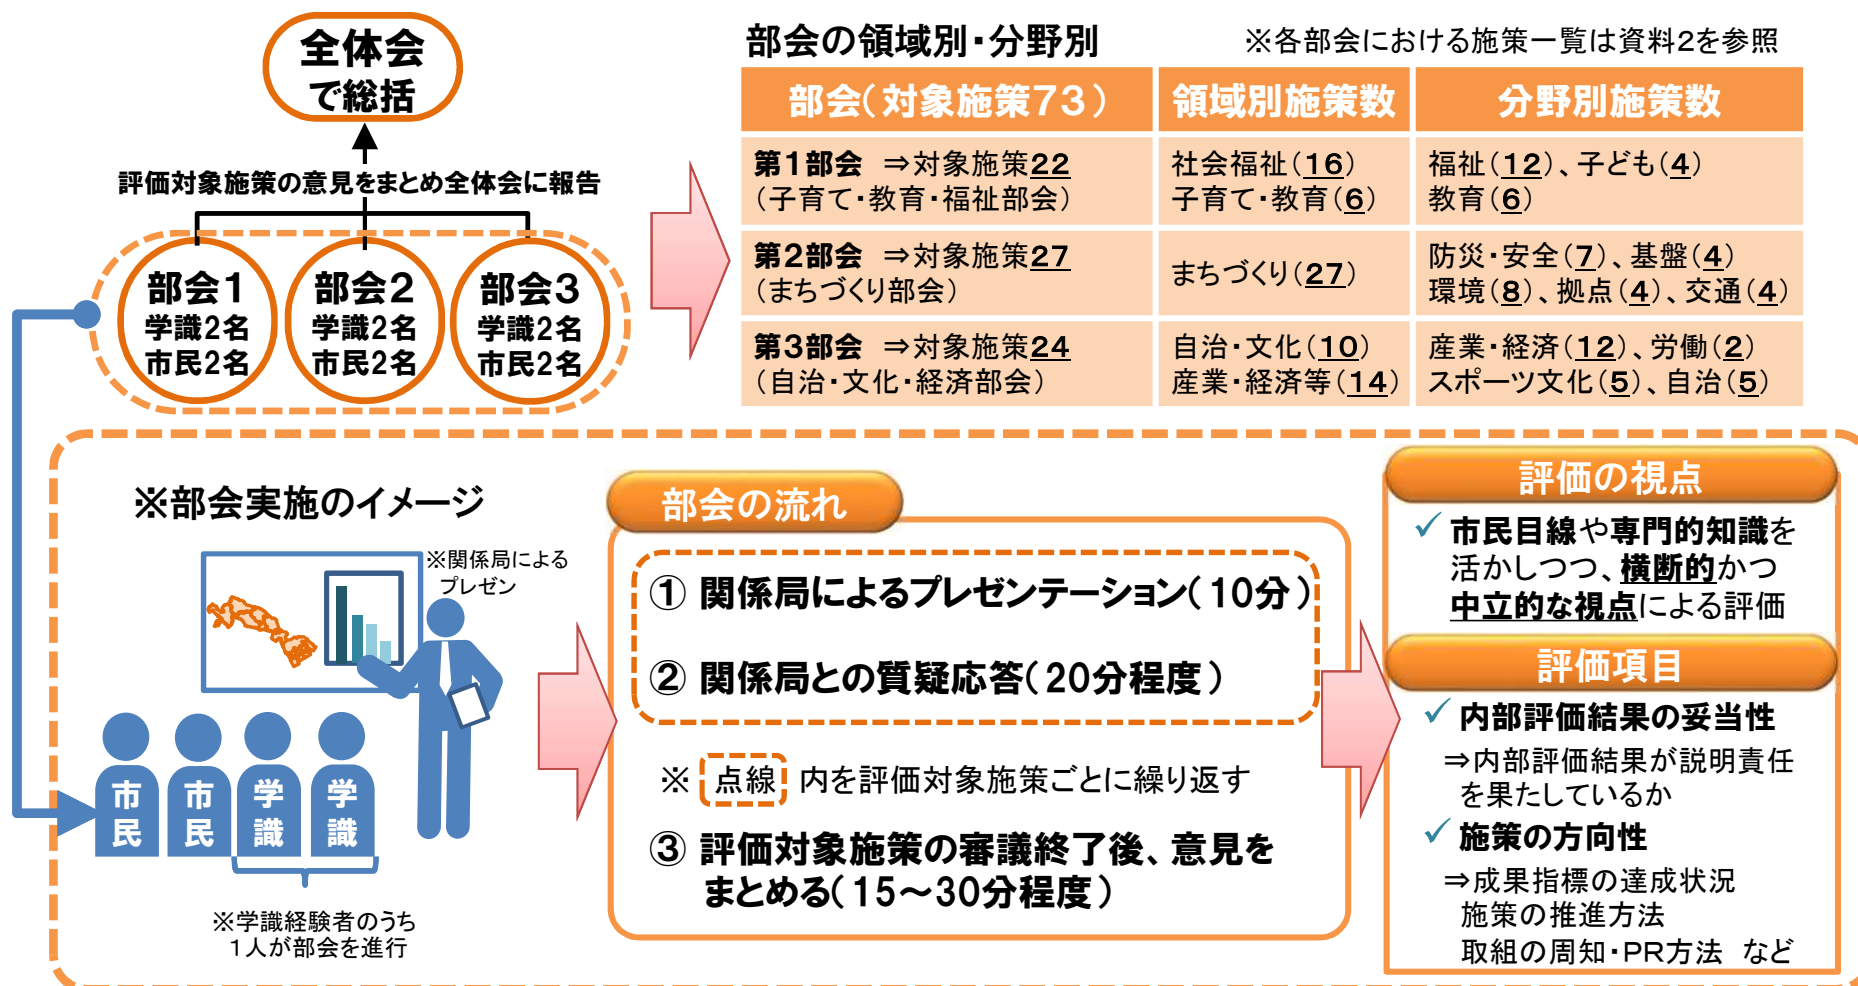 全体会
で総括
評価対象施策の意見をまとめ全体会に報告
部会1
学識2名
市民2名
部会2
学識2名
市民2名
部会3
学識2名
市民2名
部会の領域別・分野別
※各部会における施策一覧は資料2を参照
部会(対象施策73)
領域別施策数
分野別施策数
第1部会 ⇒対象施策22
(子育て・教育・福祉部会)
社会福祉(16)
子育て・教育(6)
福祉(12)、子ども(4)
教育(6)
第2部会 ⇒対象施策27
(まちづくり部会)
まちづくり(27)
防災・安全(7)、基盤(4)
環境(8)、拠点(4)、交通(4)
第3部会 ⇒対象施策24
(自治・文化・経済部会)
自治・文化(10)
産業・経済等(14)
産業・経済(12)、労働(2)
スポーツ文化(5)、自治(5)
※部会実施のイメージ
※関係局による
プレゼン
市民
市民
学識
学識
※学識経験者のうち
1人が部会を進行
部会の流れ
① 関係局によるプレゼンテーション(10分)
② 関係局との質疑応答(20分程度)
※ 点線 内を評価対象施策ごとに繰り返す
③ 評価対象施策の審議終了後、意見を
まとめる(15~30分程度)
評価の視点
✓ 市民目線や専門的知識を
活かしつつ、横断的かつ
中立的な視点による評価
評価項目
✓ 内部評価結果の妥当性
⇒内部評価結果が説明責任
を果たしているか
✓ 施策の方向性
⇒成果指標の達成状況
施策の推進方法
取組の周知・PR方法 など